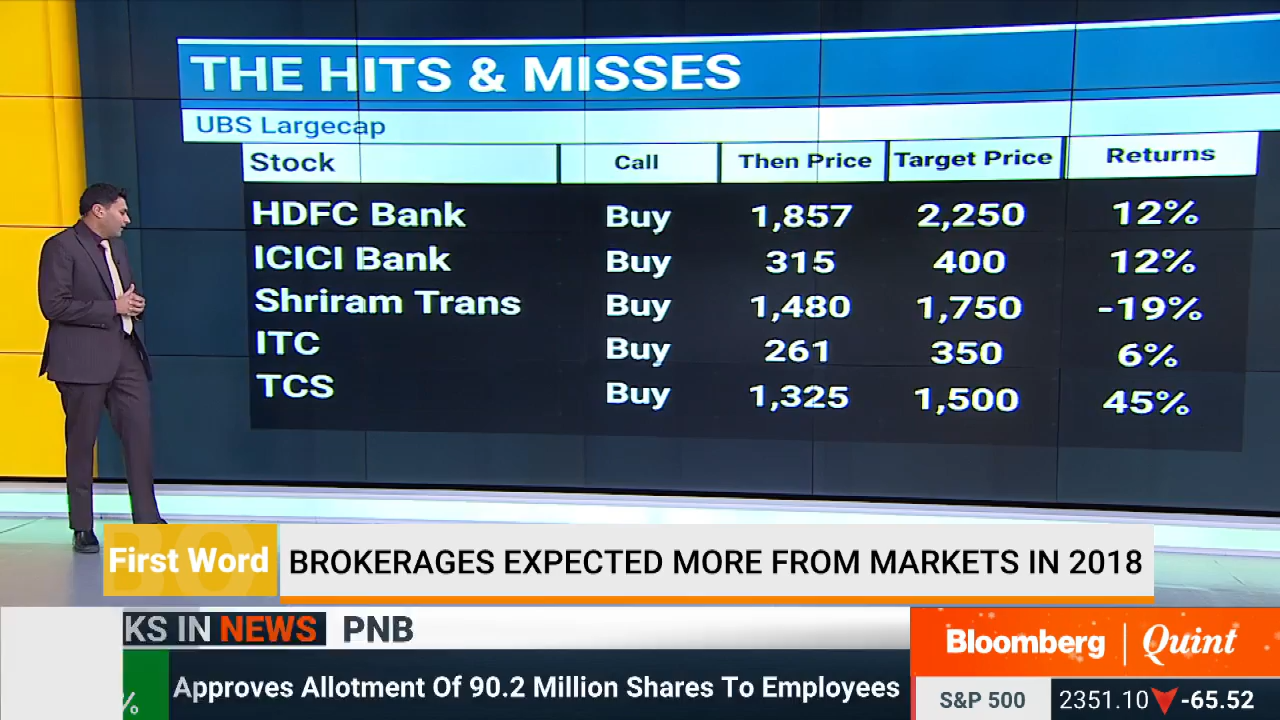 THE HITS & MISSES
UBS Largecap
Stock Call Then Price Target Price Returns
HDFC Bank Buy 1,857 2,250 12%
ICICI Bank Buy 315 400 12%
Shriram Trans Buy 1,480 1,750 -19%
ITC Buy 261 350 6%
TCS Buy 1,325 1,500 45%
First Word BROKERAGES EXPECTED MORE FROM MARKETS IN 2018
KS IN NEWS PNB
% Approves Allotment Of 90.2 Million Shares To Employees
Bloomberg | Quint
S&P 500 2351.10 -65.52